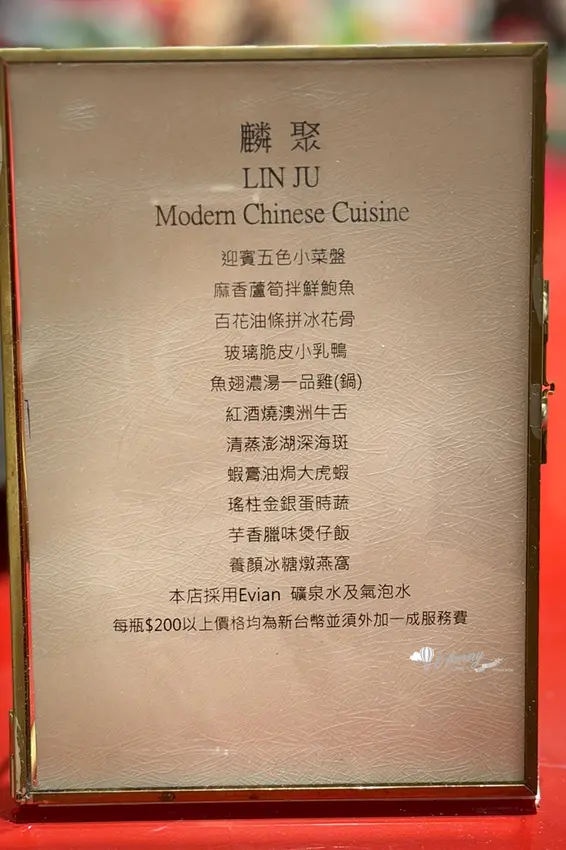 麟聚
LIN JU
Modern Chinese Cuisine
迎賓五色小菜盤
麻香蘆筍拌鮮鮑魚
百花油條拼冰花骨
玻璃脆皮小乳鴨
魚翅濃湯一品雞(鍋)
紅酒燒澳洲牛舌
清蒸澎湖深海斑
蝦膏油焗大虎蝦
瑤柱金銀蛋時蔬
芋香臘味煲仔飯
養顏冰糖燉燕窩
本店採用Evian 礦泉水及氣泡水
每瓶$200以上價格均為新台幣並須外加一成服務費